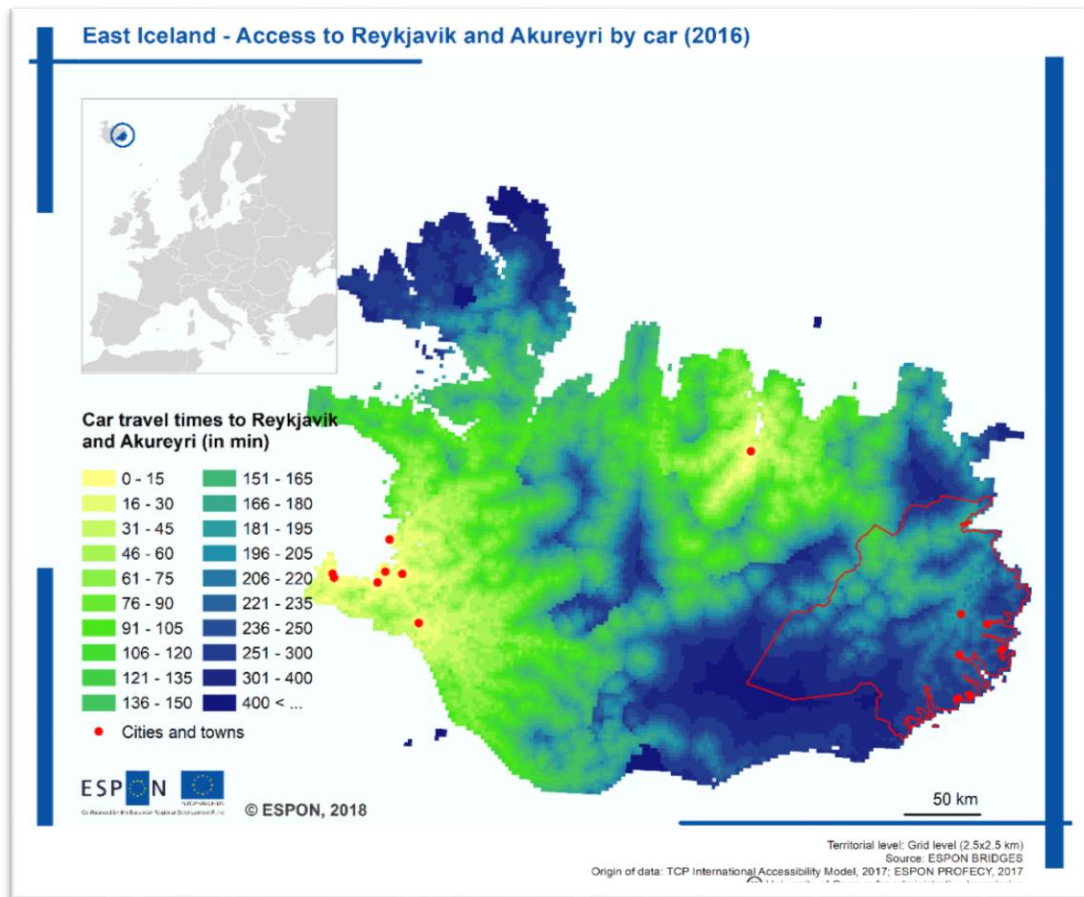 East Iceland - Access to Reykjavik and Akureyri by car (2016)
Car travel times to Reykjavik
and Akureyri (in min)
0 - 15
16 - 30
31 - 45
46 - 60
61 - 75
76 - 90
91 - 105
106 - 120
121 - 135
136 - 150
151 - 165
166 - 180
181 - 195
196 - 205
206 - 220
221 - 235
236 - 250
251 - 300
301 - 400
400 < ...
Cities and towns
ESPON
© ESPON, 2018
50 km
Territorial level: Grid level (2.5x2.5 km)
Source: ESPON BRIDGES
Origin of data: TCP International Accessibility Model, 2017; ESPON PROFECY, 2017